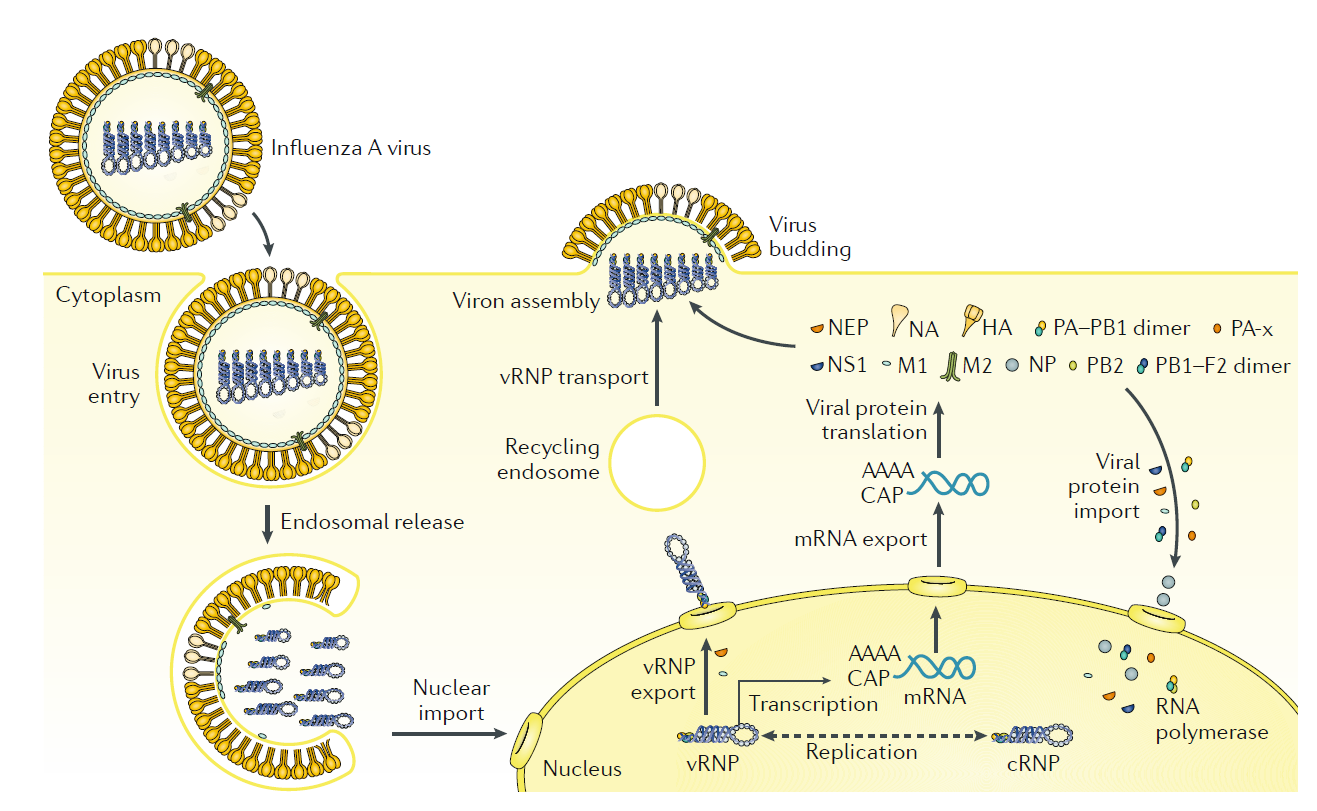 Influenza A virus
Virus
budding
Cytoplasm
Viron assembly
NEP NA HA PA–PB1 dimer PA-x
NS1 M1 M2 NP PB2 PB1–F2 dimer
Virus
entry
vRNP transport
Viral protein
translation
Recycling
endosome
AAAA
CAP
Viral
protein
import
Endosomal release
mRNA export
vRNP
export
AAAA
CAP
mRNA
Transcription
Nuclear
import
RNA
polymerase
Replication
Nucleus
vRNP
cRNP